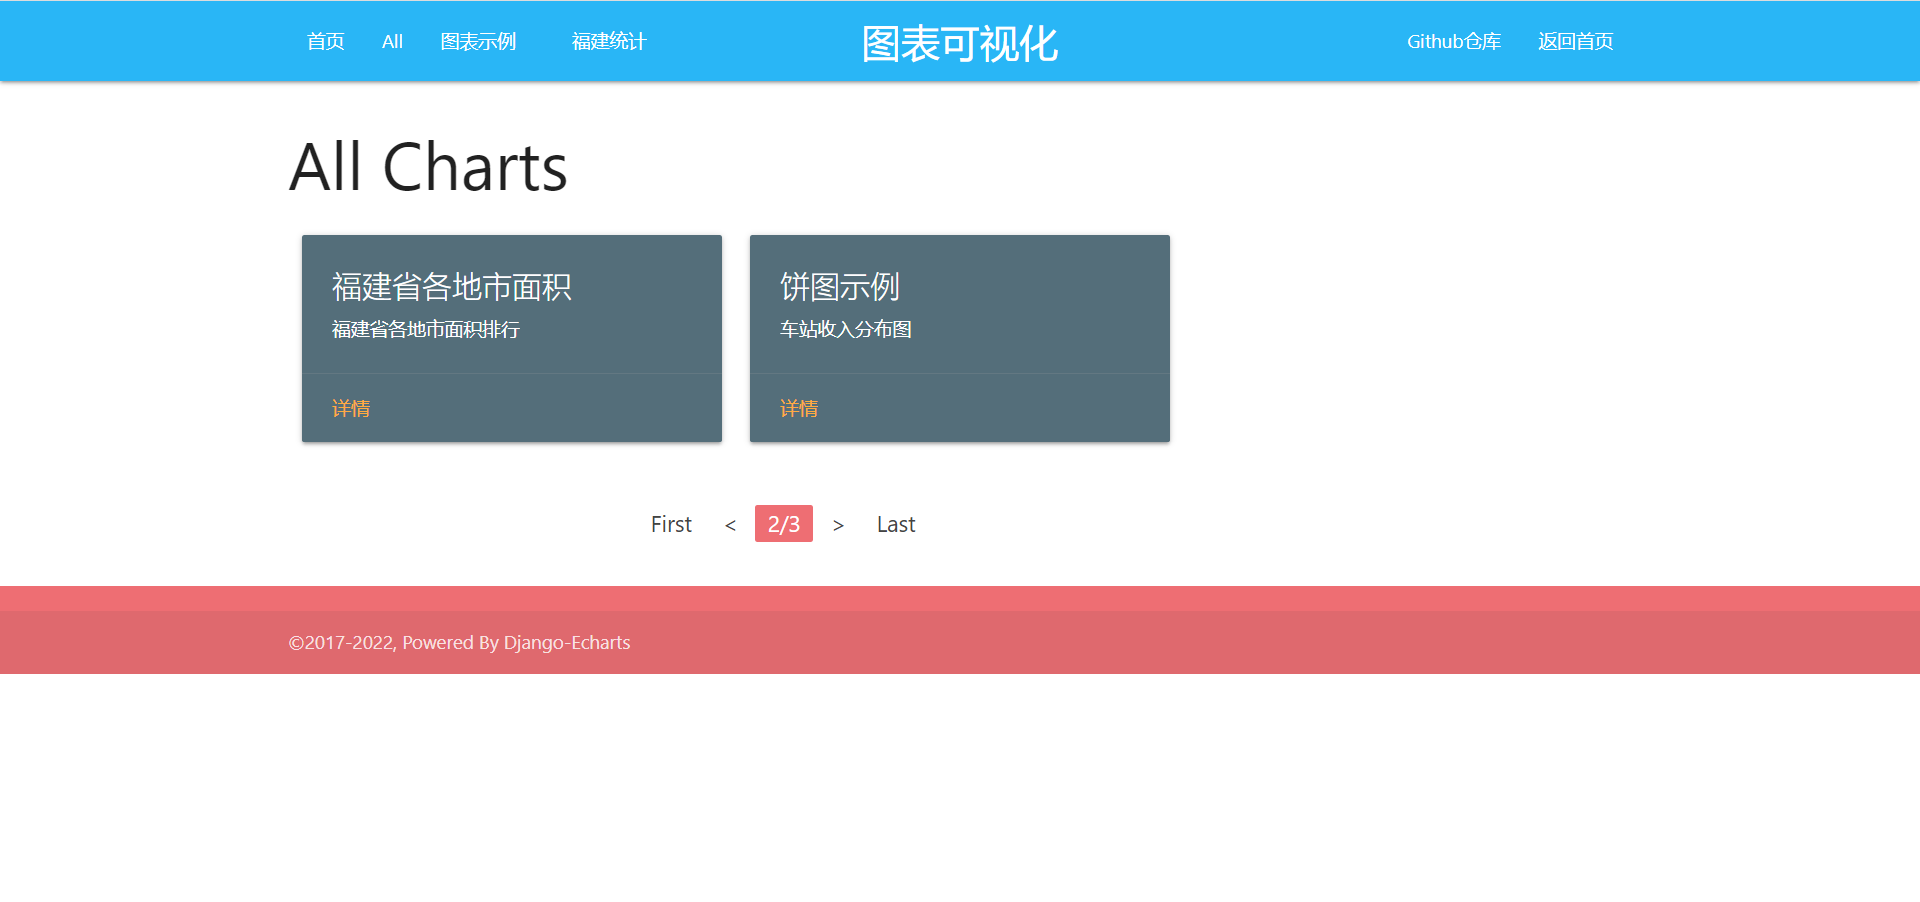 首页 All 图表示例 福建统计 图表可视化 Github仓库 返回首页
All Charts
福建省各地市面积
福建省各地市面积排行
详情
饼图示例
车站收入分布图
详情
First < 2/3 > Last
©2017-2022, Powered By Django-Echarts